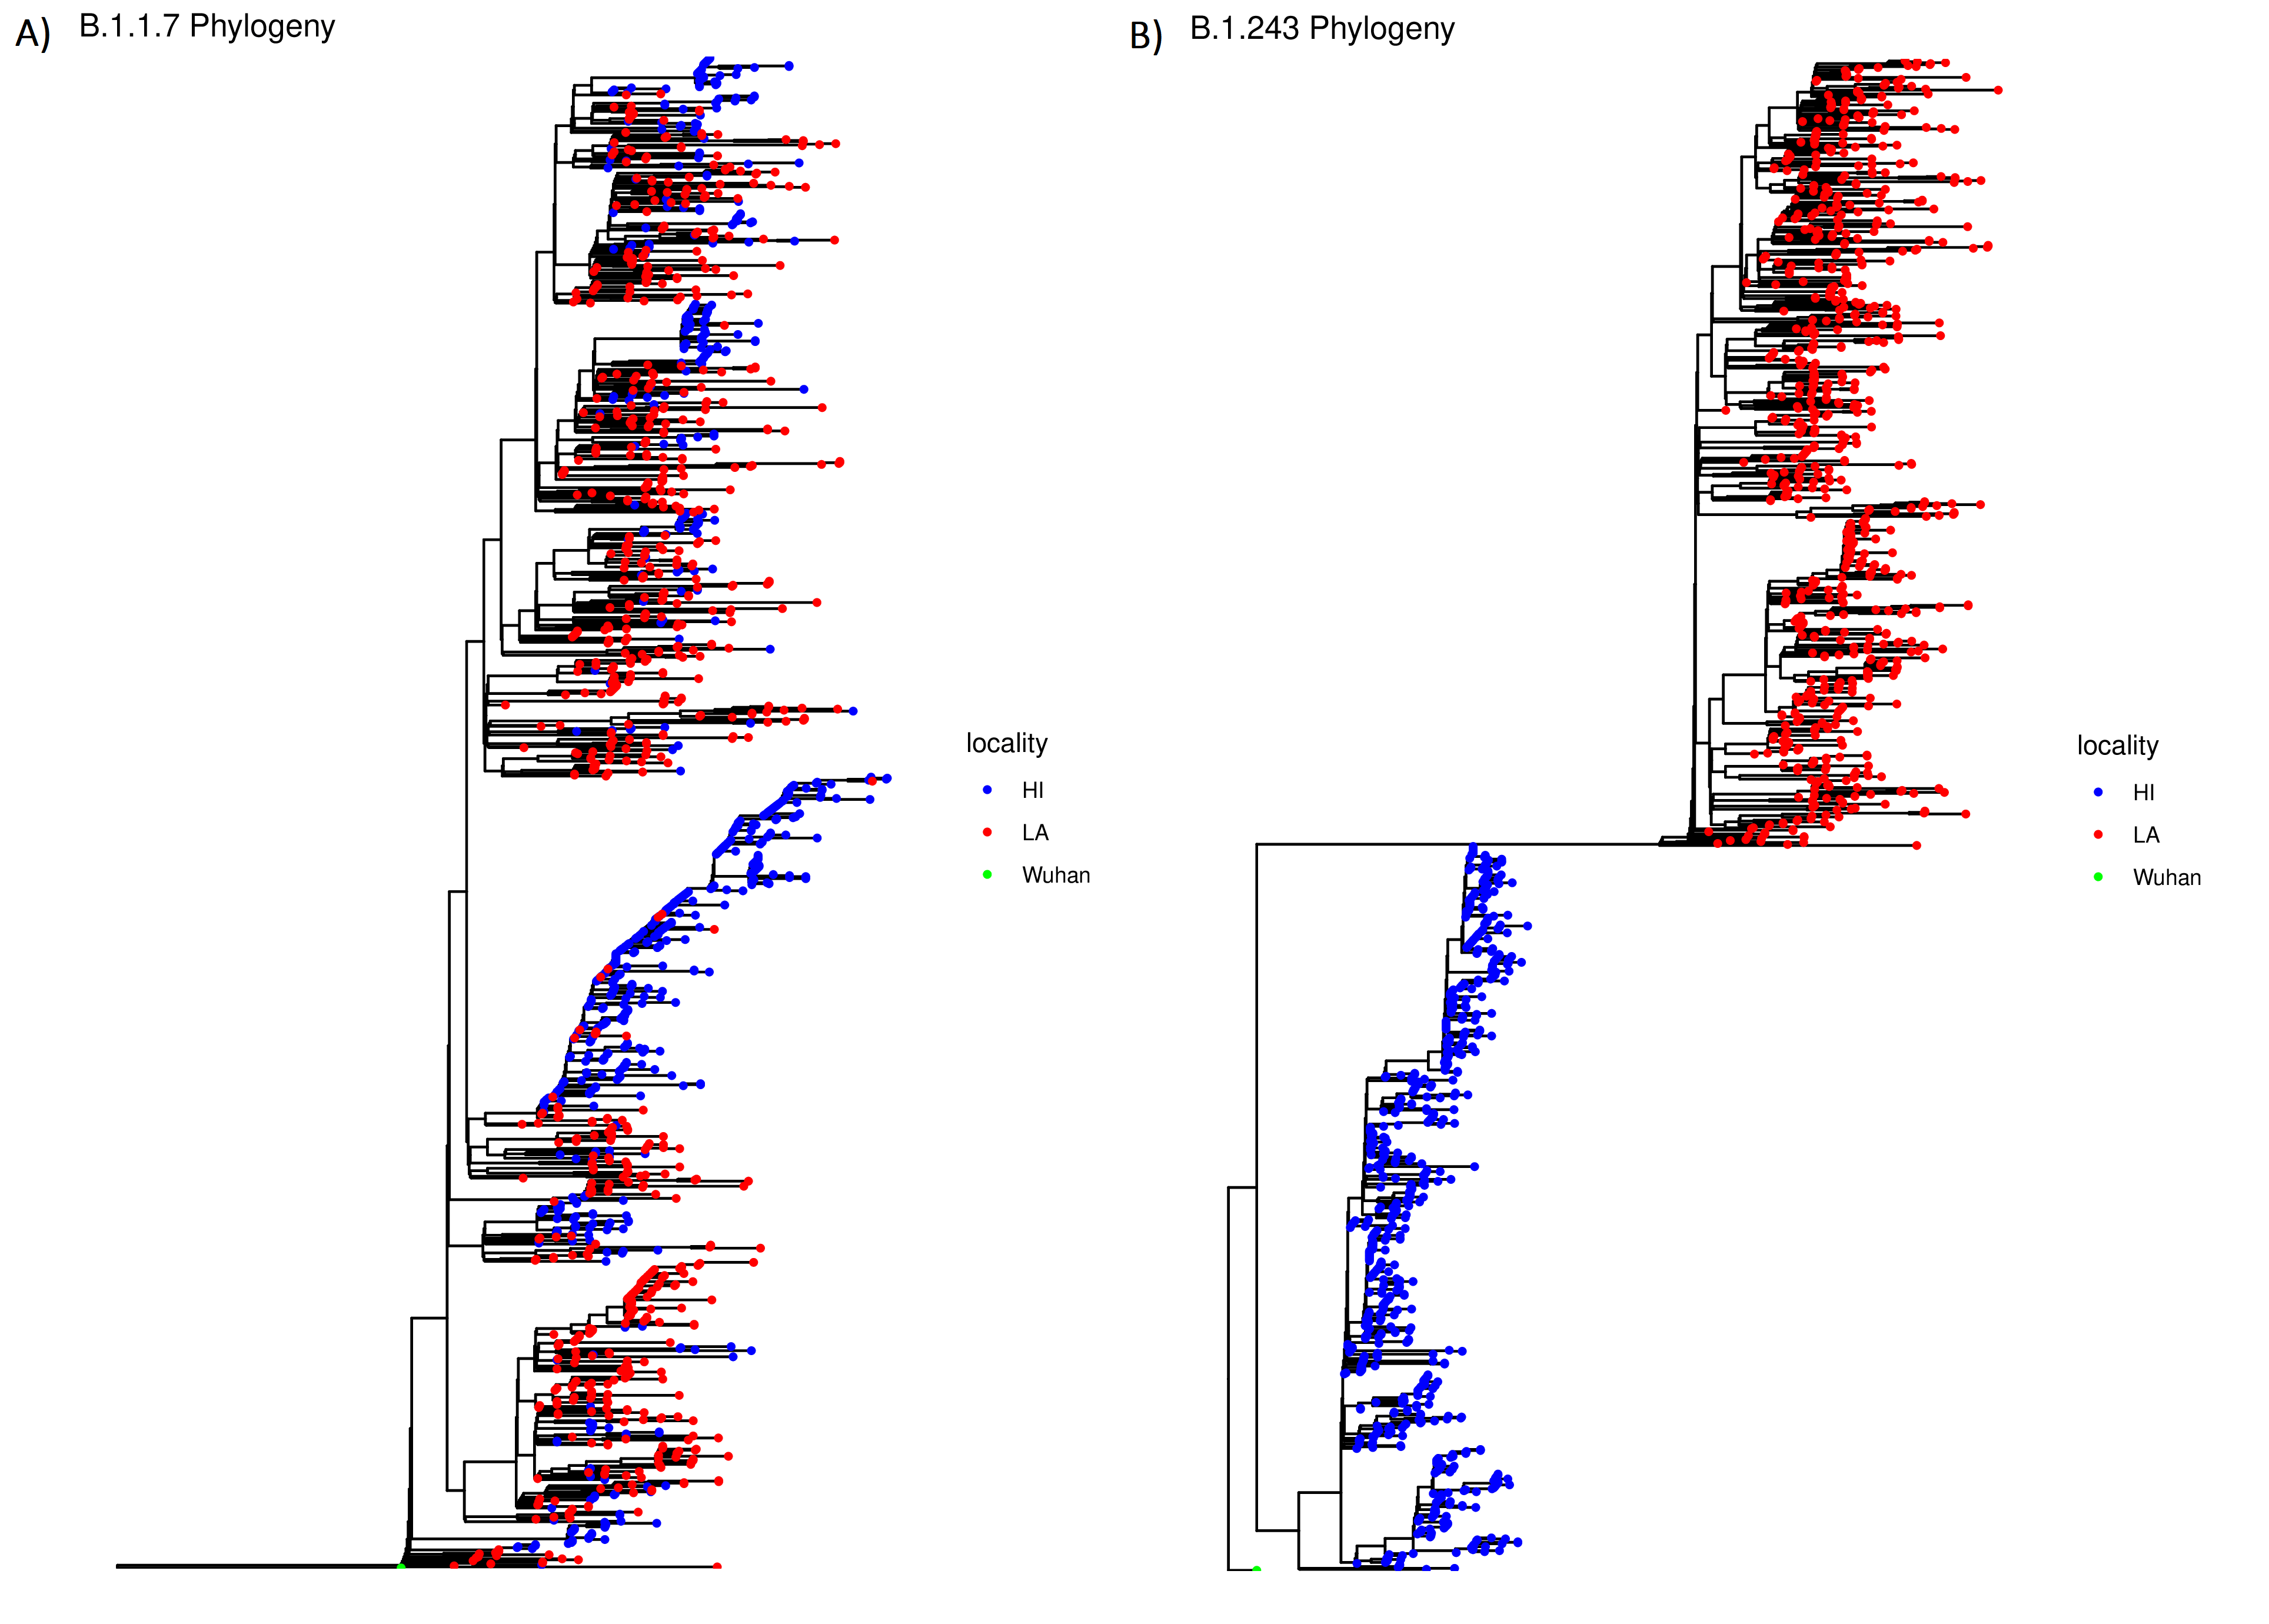 A) B.1.1.7 Phylogeny
locality
HI
LA
Wuhan
B) B.1.243 Phylogeny
locality
HI
LA
Wuhan